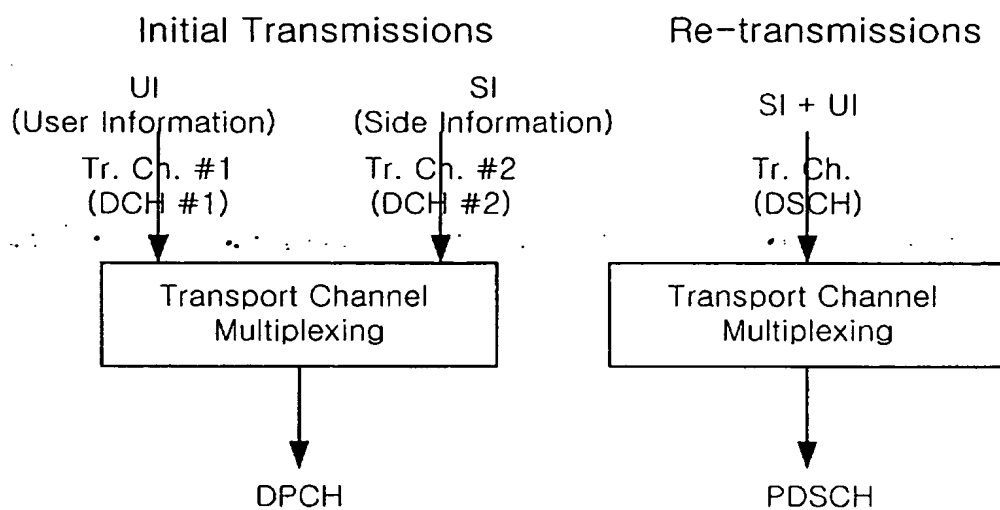 Initial Transmissions
Re-transmissions
UI
(User Information)
SI
(Side Information)
SI + UI
Tr. Ch. #1
(DCH #1)
Tr. Ch. #2
(DCH #2)
Tr. Ch.
(DSCH)
Transport Channel
Multiplexing
Transport Channel
Multiplexing
DPCH
PDSCH